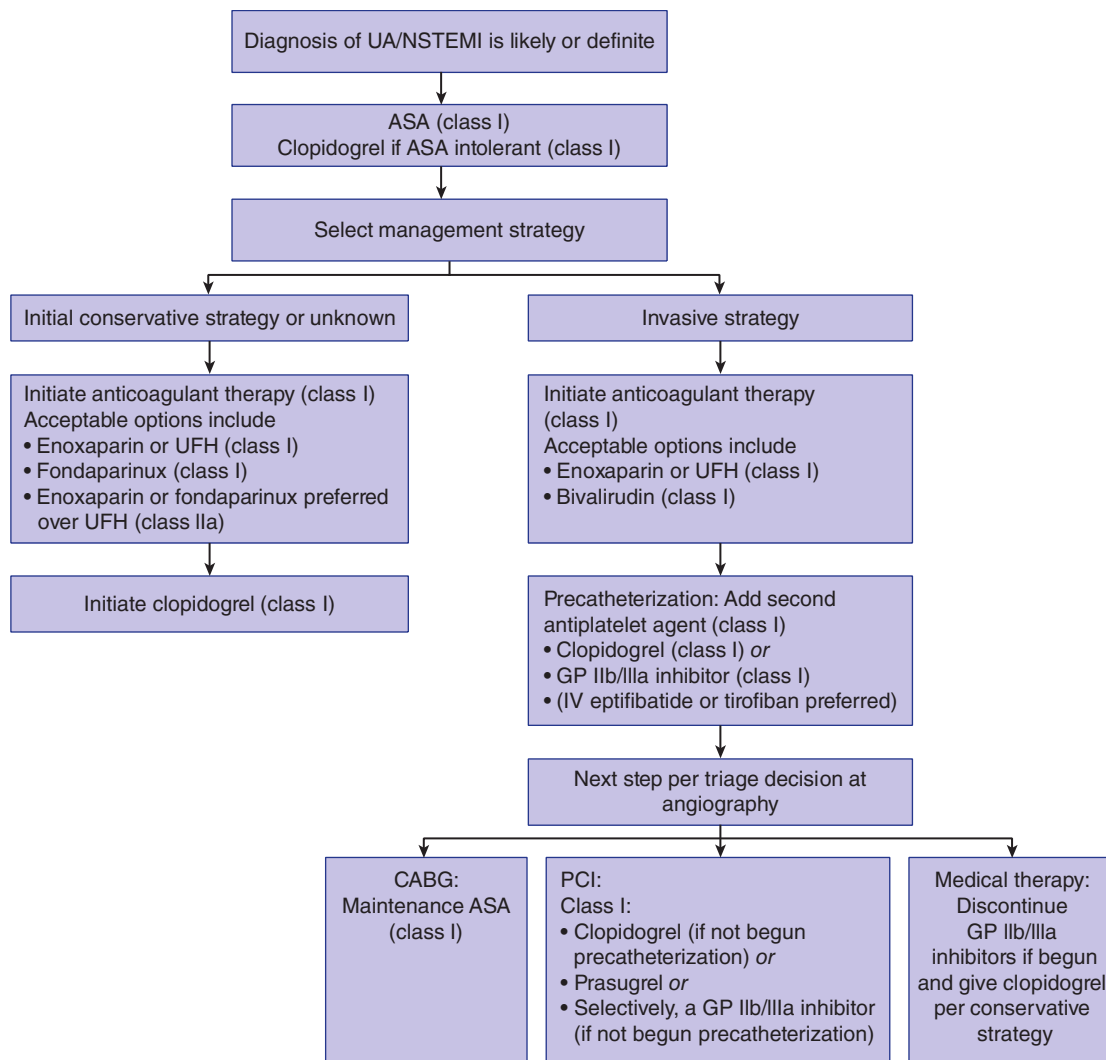 Diagnosis of UA/NSTEMI is likely or definite
ASA (class I)
Clopidogrel if ASA intolerant (class I)
Select management strategy
Initial conservative strategy or unknown
Initiate anticoagulant therapy (class I)
Acceptable options include
• Enoxaparin or UFH (class I)
• Fondaparinux (class I)
• Enoxaparin or fondaparinux preferred
over UFH (class IIa)
Initiate clopidogrel (class I)
Invasive strategy
Initiate anticoagulant therapy
(class I)
Acceptable options include
• Enoxaparin or UFH (class I)
• Bivalirudin (class I)
Precatheterization: Add second
antiplatelet agent (class I)
• Clopidogrel (class I) or
• GP IIb/IIIa inhibitor (class I)
• (IV eptifibatide or tirofiban preferred)
Next step per triage decision at
angiography
CABG:
Maintenance ASA
(class I)
PCI:
Class I:
• Clopidogrel (if not begun
precatheterization) or
• Prasugrel or
• Selectively, a GP IIb/IIIa inhibitor
(if not begun precatheterization)
Medical therapy:
Discontinue
GP IIb/IIIa
inhibitors if begun
and give clopidogrel
per conservative
strategy